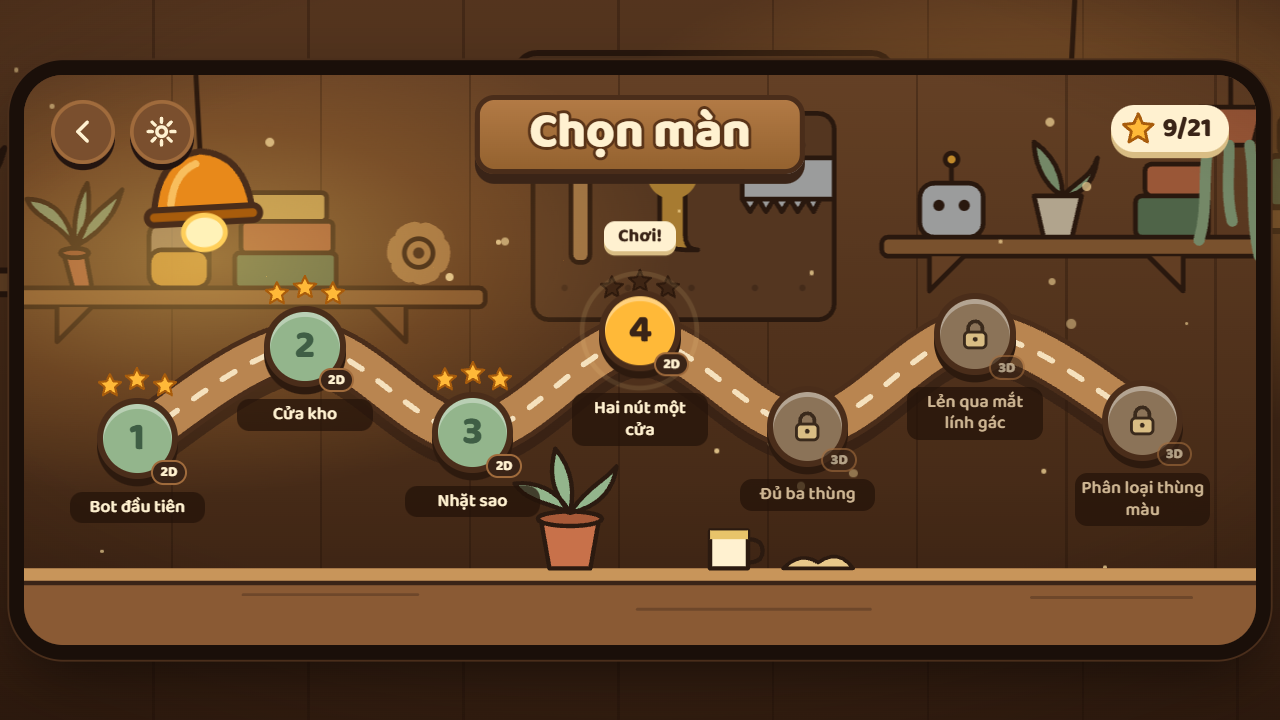 Chọn màn
9/21
Chơi!
1
2D
Bot đầu tiên
2
2D
Cửa kho
3
2D
Nhặt sao
4
2D
Hai nút một
cửa
3D
Đủ ba thùng
3D
Lẻn qua mắt
lính gác
3D
Phân loại thùng
màu